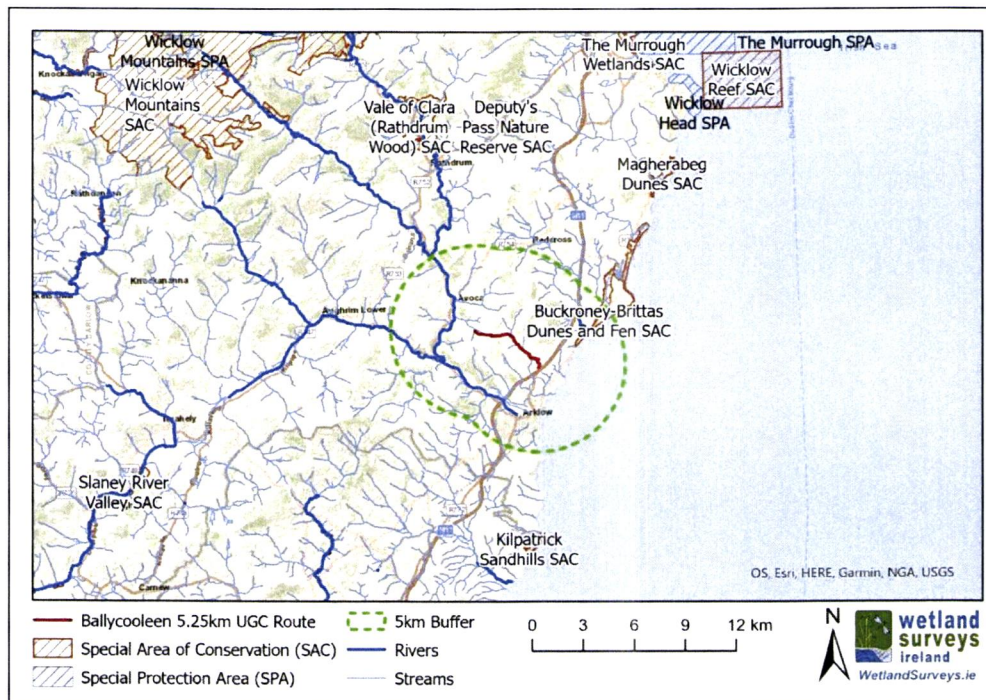 Wicklow
Mountains SPA
The Murrough
Wetlands SAC
The Murrough SPA
Wicklow
Reef SAC
Wicklow
Mountains
SAC
Vale of Clara
(Rathdrum
Wood) SAC
Deputy's
Pass Nature
Reserve SAC
Wicklow
Head SPA
Magherabeg
Dunes SAC
Redcross
Knockananna
Avoca
Aughrim Lower
Buckroney-Brittas
Dunes and Fen SAC
Arklow
Slaney River
Valley SAC
Kilpatrick
Sandhills SAC
Carnew
OS, Esri, HERE, Garmin, NGA, USGS
Ballycooleen 5.25km UGC Route
5km Buffer
0 3 6 9 12 km
N
Special Area of Conservation (SAC)
Rivers
Special Protection Area (SPA)
Streams
wetland
surveys
ireland
WetlandSurveys.ie